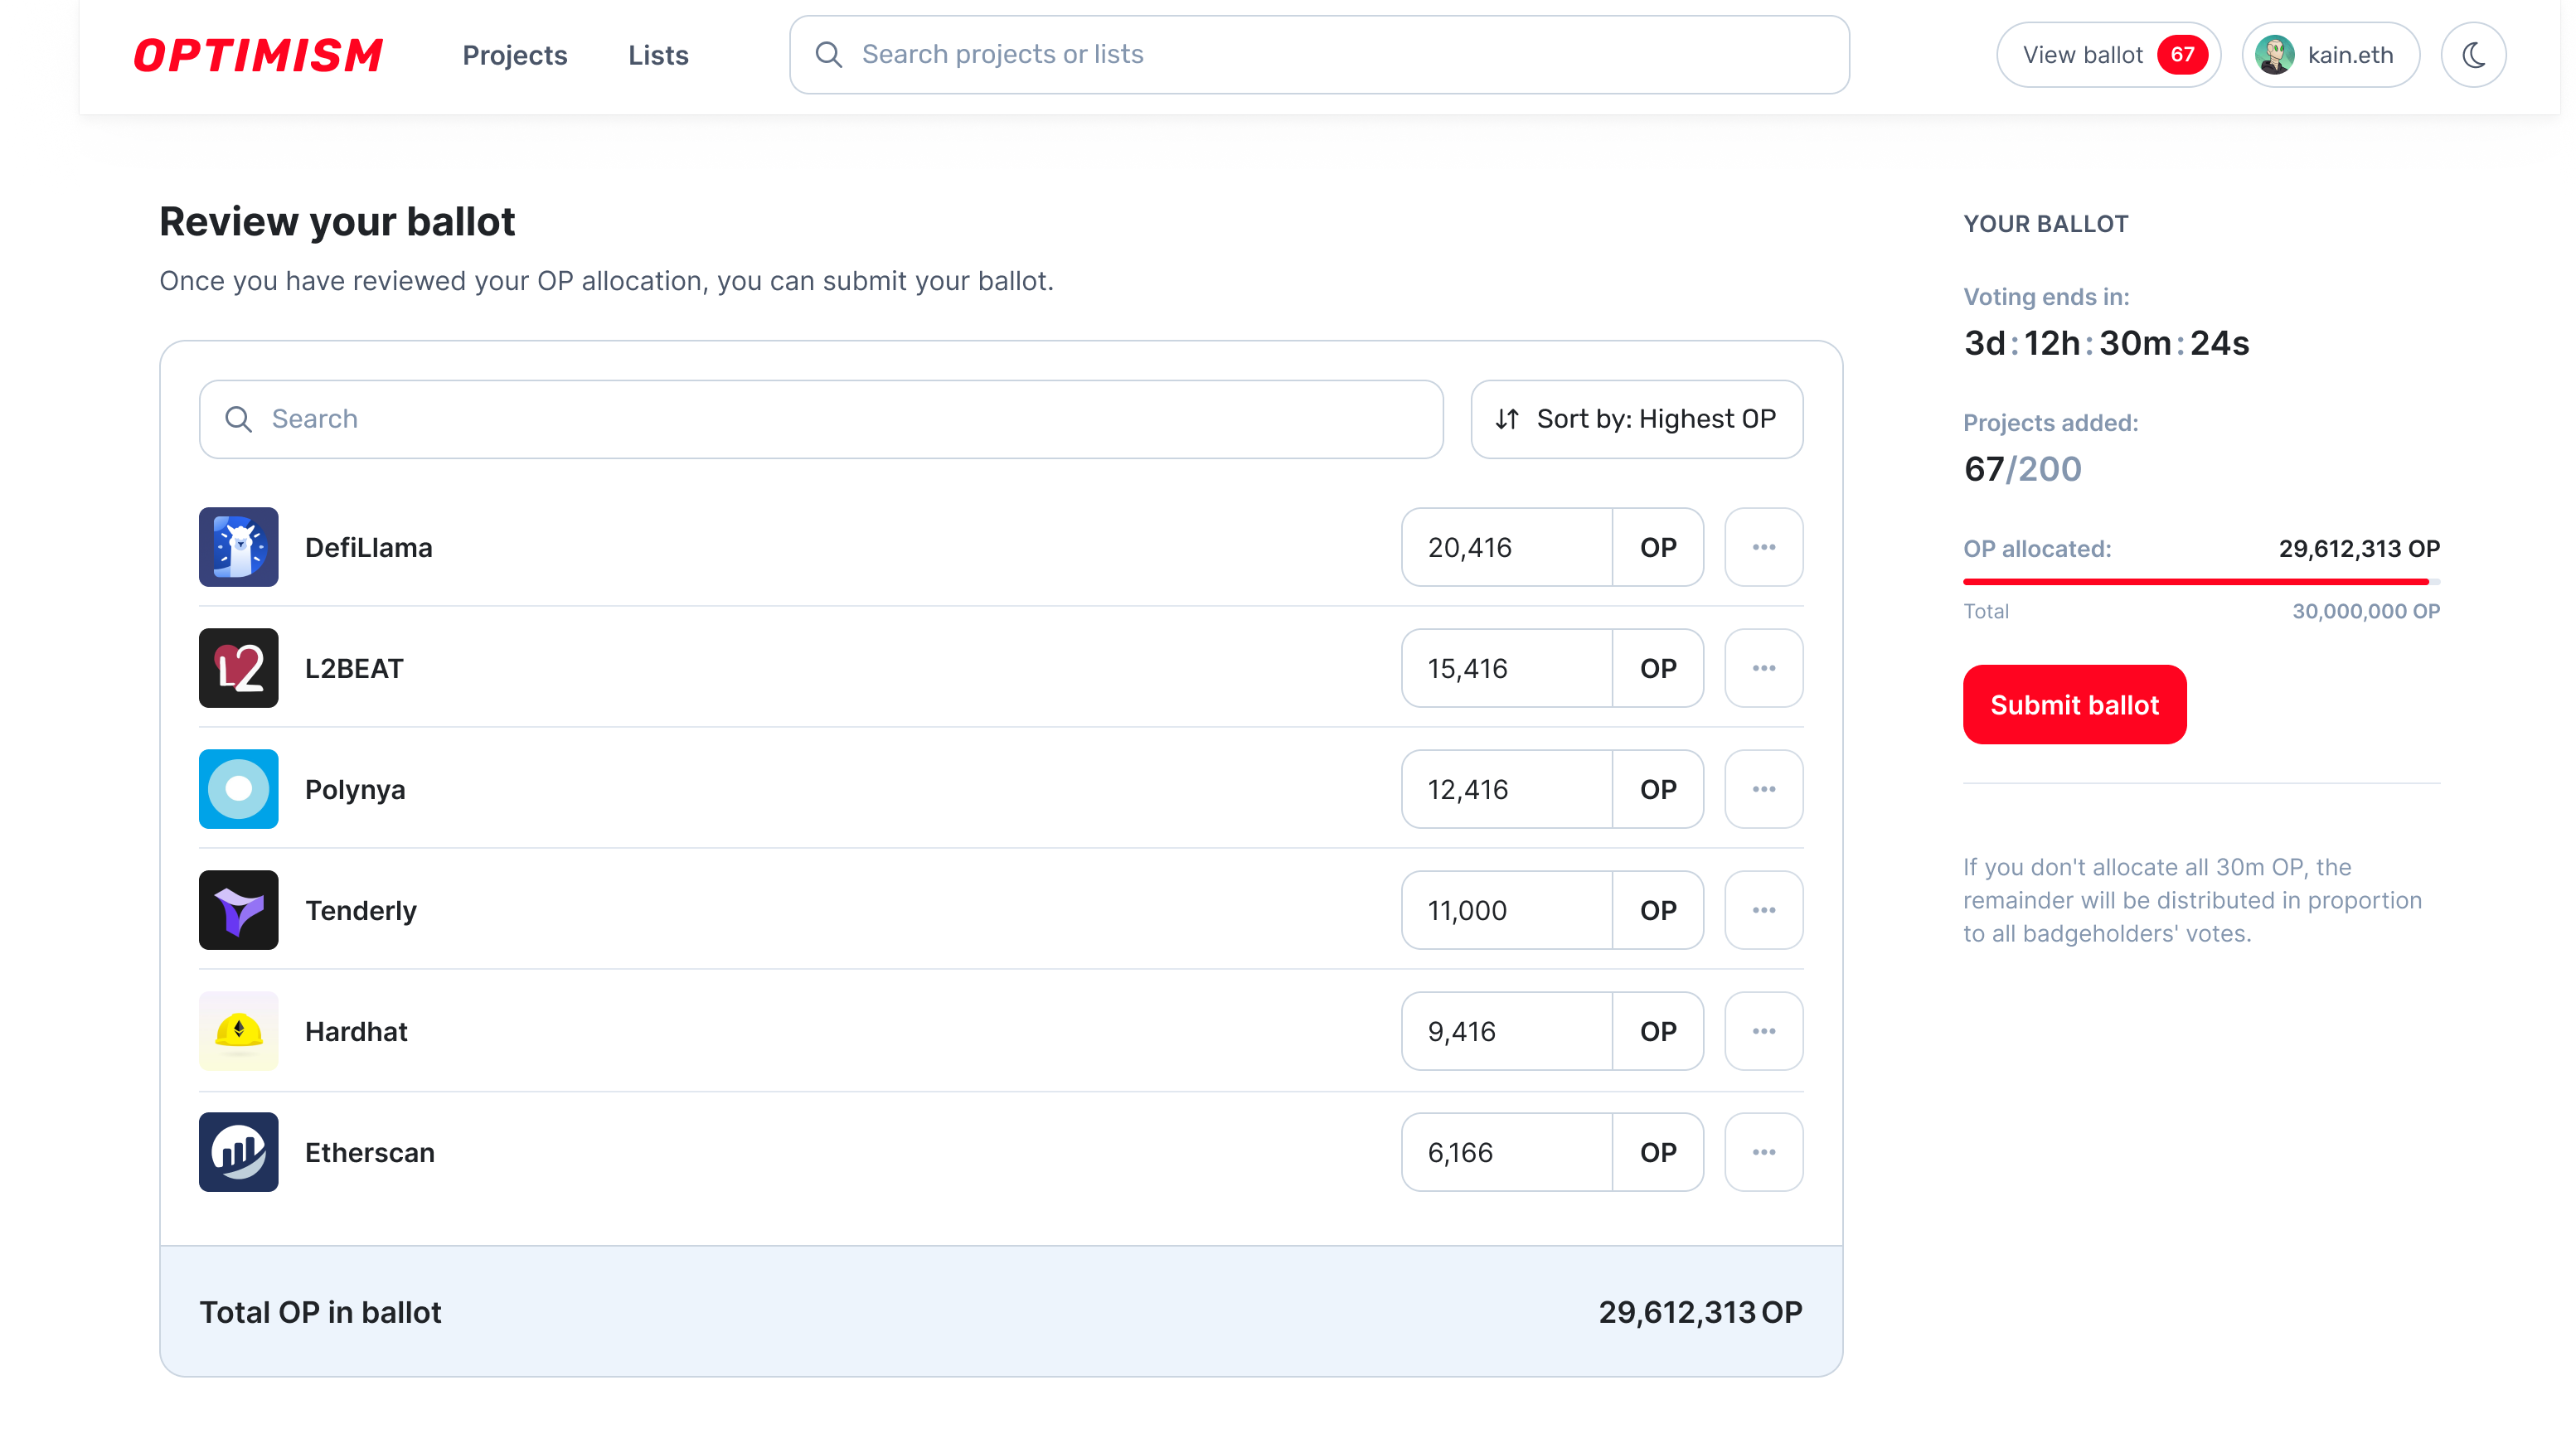 OPTIMISM
Projects
Lists
Search projects or lists
View ballot 67
kain.eth
Review your ballot
Once you have reviewed your OP allocation, you can submit your ballot.
Search
Sort by: Highest OP
DefiLlama
20,416 OP
L2
L2BEAT
15,416 OP
Polynya
12,416 OP
Tenderly
11,000 OP
Hardhat
9,416 OP
Etherscan
6,166 OP
Total OP in ballot
29,612,313 OP
YOUR BALLOT
Voting ends in:
3d:12h:30m:24s
Projects added:
67/200
OP allocated: 29,612,313 OP
Total 30,000,000 OP
Submit ballot
If you don't allocate all 30m OP, the
remainder will be distributed in proportion
to all badgeholders' votes.